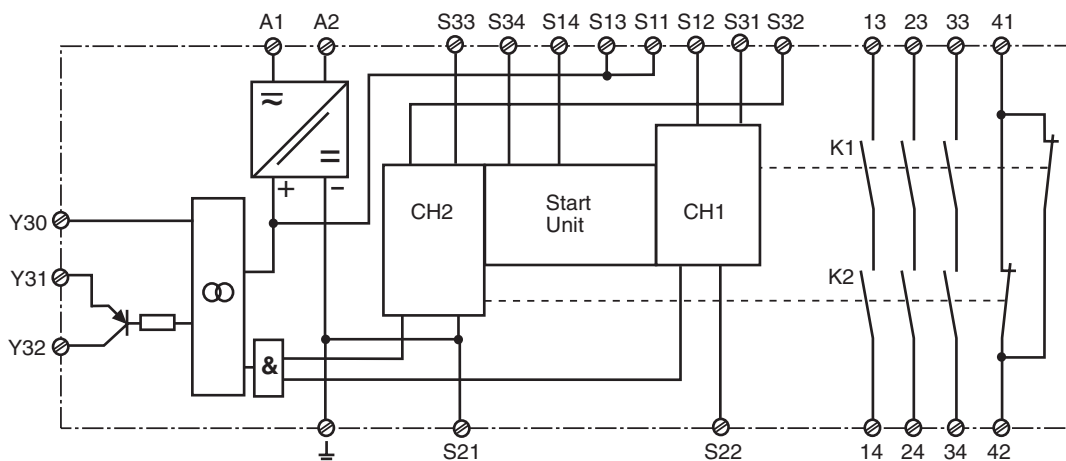 A1 A2 S33 S34 S14 S13 S11 S12 S31 S32 13 23 33 41
+ −
K1
CH2 Start Unit CH1
Y30
Y31
K2
Y32
&
S21 S22 14 24 34 42